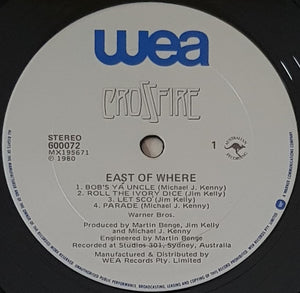 wea
CROSSFIRE
STEREO
600072
MX195671
℗ 1980
1
AUSTRALIAN
RECORDING
EAST OF WHERE
1. BOB'S YA UNCLE (Michael J. Kenny)
2. ROLL THE IVORY DICE (Jim Kelly)
3. LET SCO (Jim Kelly)
4. PARADE (Michael J. Kenny)
Warner Bros.
Produced by Martin Benge, Jim Kelly
and Michael J. Kenny
Engineered by Martin Benge
Recorded at Studios 301, Sydney, Australia
Manufactured & Distributed by
WEA Records Pty. Limited